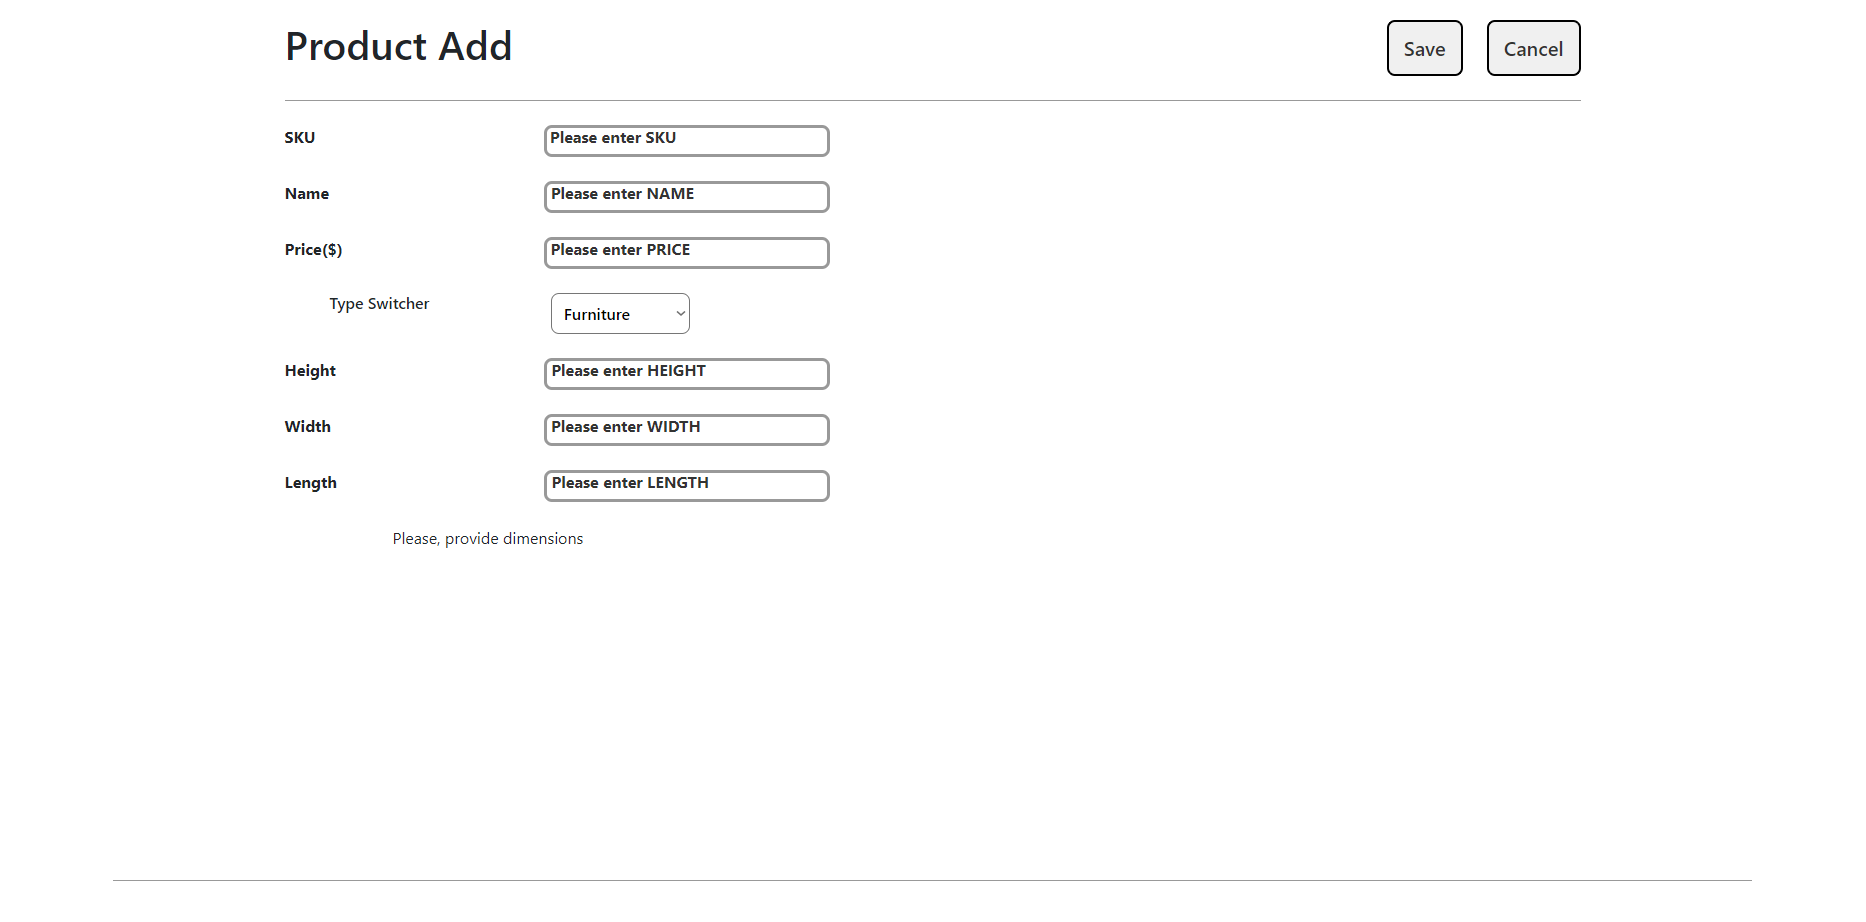 Product Add
Save
Cancel
SKU
Please enter SKU
Name
Please enter NAME
Price($)
Please enter PRICE
Type Switcher
Furniture
Height
Please enter HEIGHT
Width
Please enter WIDTH
Length
Please enter LENGTH
Please, provide dimensions